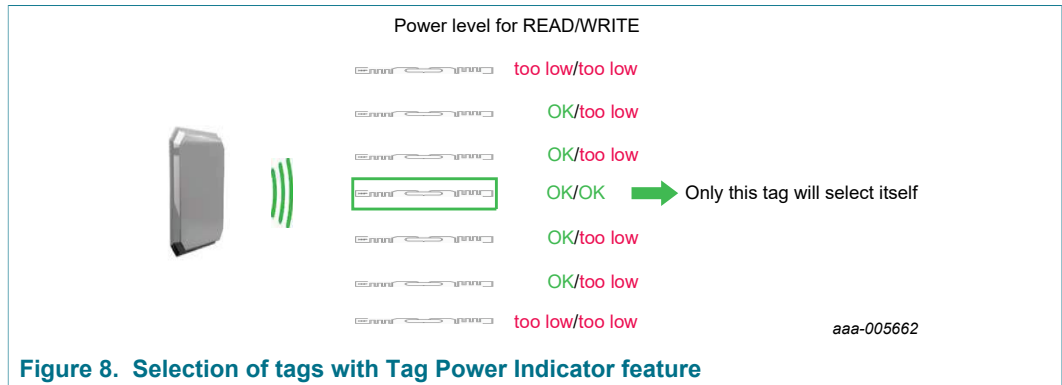 Power level for READ/WRITE
too low/too low
OK/too low
OK/too low
OK/OK Only this tag will select itself
OK/too low
OK/too low
too low/too low
aaa-005662
Figure 8. Selection of tags with Tag Power Indicator feature